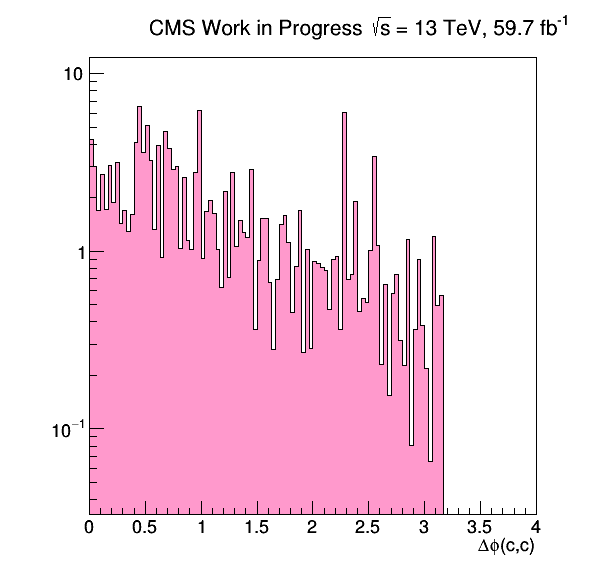 CMS Work in Progress √s = 13 TeV, 59.7 fb⁻¹
10
1
10⁻¹
0 0.5 1 1.5 2 2.5 3 3.5 4
Δϕ(c,c)